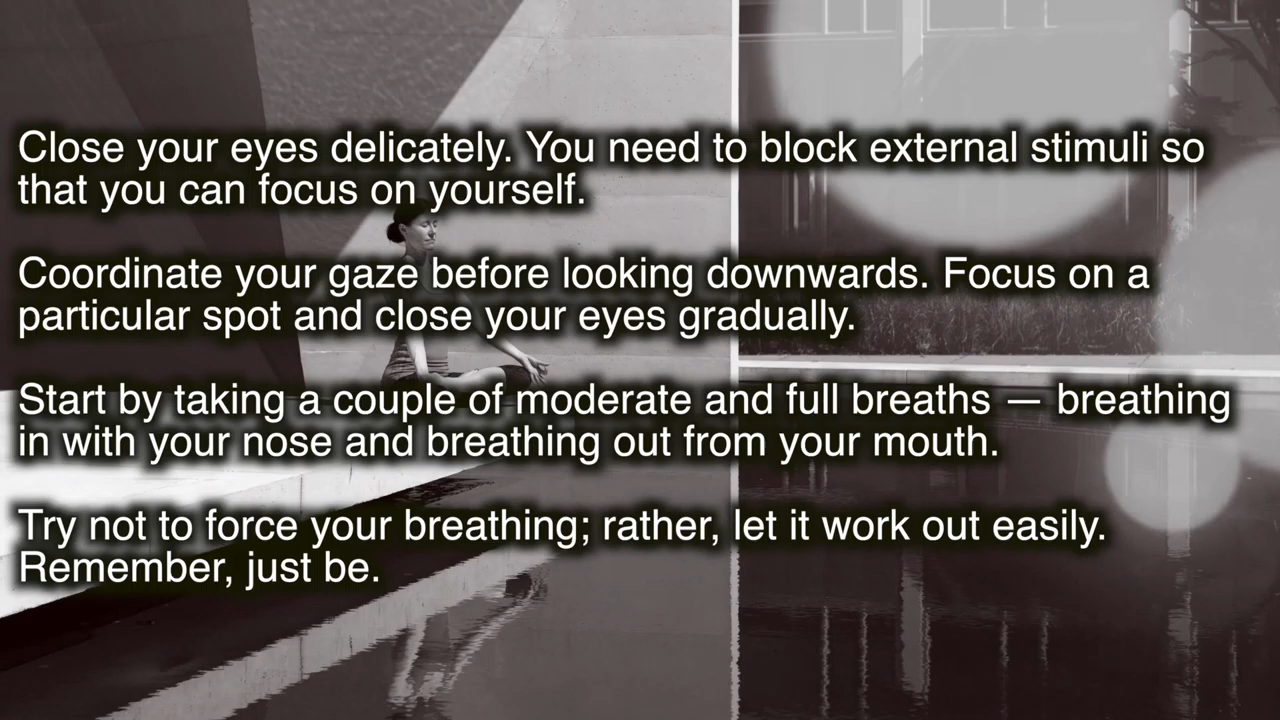 Close your eyes delicately. You need to block external stimuli so
that you can focus on yourself.
Coordinate your gaze before looking downwards. Focus on a
particular spot and close your eyes gradually.
Start by taking a couple of moderate and full breaths — breathing
in with your nose and breathing out from your mouth.
Try not to force your breathing; rather, let it work out easily.
Remember, just be.